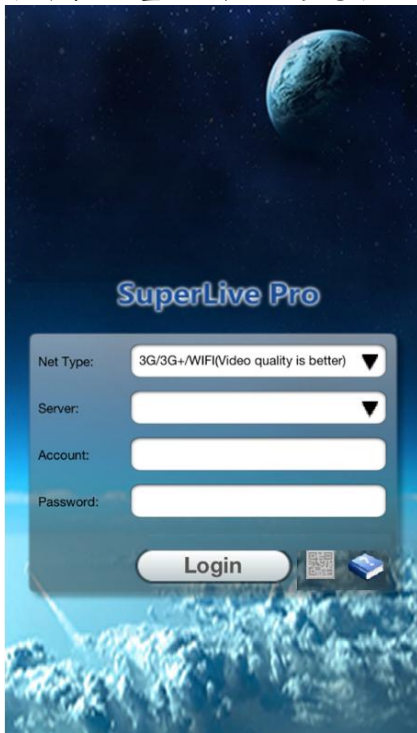 SuperLive Pro
Net Type: 3G/3G+/WIFI(Video quality is better)
Server:
Account:
Password:
Login